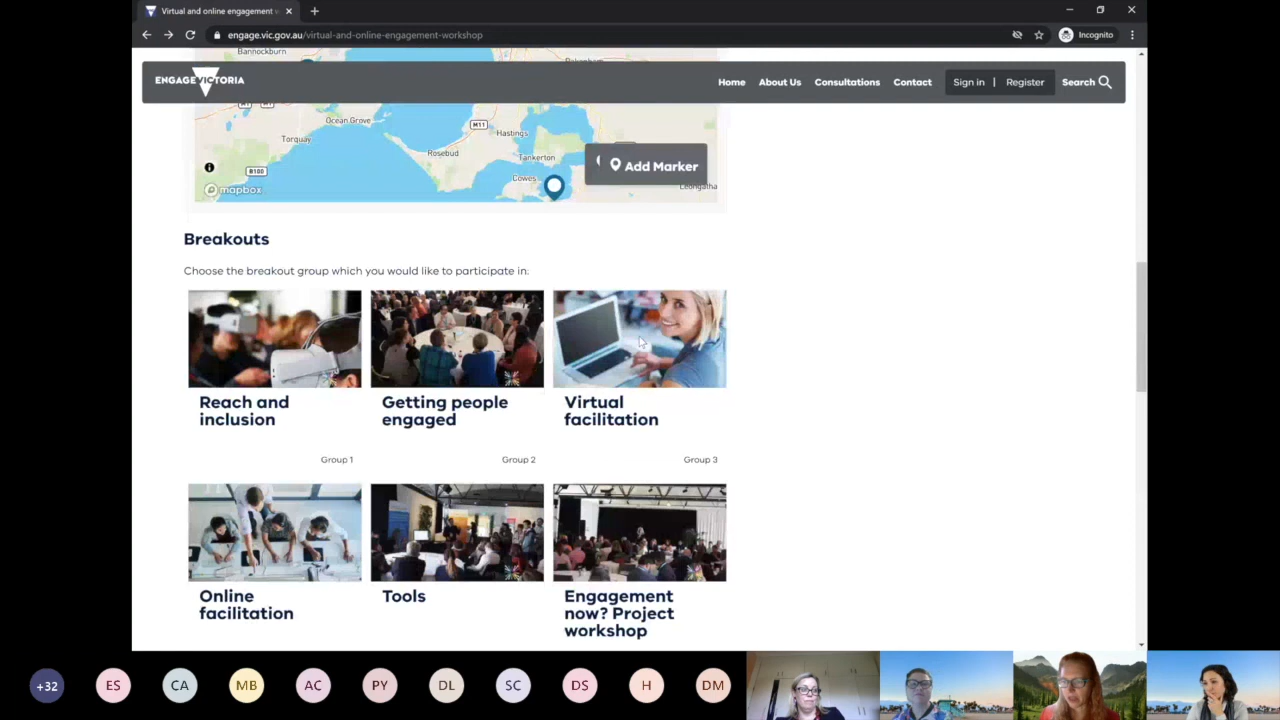 Virtual and online engagement
engage.vic.gov.au/virtual-and-online-engagement-workshop
Incognito
Bannockburn
ENGAGE VICTORIA
Home
About Us
Consultations
Contact
Sign in | Register
Search
M1
M1
Ocean Grove
M11
Torquay
Hastings
Rosebud
Tankerton
R100
Cowes
Add Marker
Leongatha
mapbox
Breakouts
Choose the breakout group which you would like to participate in:
Reach and
inclusion
Group 1
Getting people
engaged
Group 2
Virtual
facilitation
Group 3
Online
facilitation
Tools
Engagement
now? Project
workshop
+32
ES
CA
MB
AC
PY
DL
SC
DS
H
DM